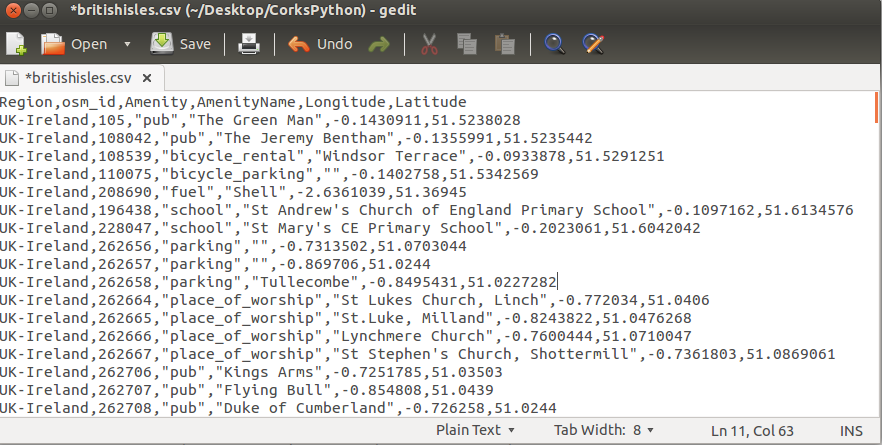 *britishisles.csv (~/Desktop/CorksPython) - gedit
Open Save Undo
*britishisles.csv
Region,osm_id,Amenity,AmenityName,Longitude,Latitude
UK-Ireland,105,"pub","The Green Man",-0.1430911,51.5238028
UK-Ireland,108042,"pub","The Jeremy Bentham",-0.1355991,51.5235442
UK-Ireland,108539,"bicycle_rental","Windsor Terrace",-0.0933878,51.5291251
UK-Ireland,110075,"bicycle_parking","",-0.1402758,51.5342569
UK-Ireland,208690,"fuel","Shell",-2.6361039,51.36945
UK-Ireland,196438,"school","St Andrew's Church of England Primary School",-0.1097162,51.6134576
UK-Ireland,228047,"school","St Mary's CE Primary School",-0.2023061,51.6042042
UK-Ireland,262656,"parking","",-0.7313502,51.0703044
UK-Ireland,262657,"parking","",-0.869706,51.0244
UK-Ireland,262658,"parking","Tullecombe",-0.8495431,51.0227282
UK-Ireland,262664,"place_of_worship","St Lukes Church, Linch",-0.772034,51.0406
UK-Ireland,262665,"place_of_worship","St.Luke, Milland",-0.8243822,51.0476268
UK-Ireland,262666,"place_of_worship","Lynchmere Church",-0.7600444,51.0710047
UK-Ireland,262667,"place_of_worship","St Stephen's Church, Shottermill",-0.7361803,51.0869061
UK-Ireland,262706,"pub","Kings Arms",-0.7251785,51.03503
UK-Ireland,262707,"pub","Flying Bull",-0.854808,51.0439
UK-Ireland,262708,"pub","Duke of Cumberland",-0.726258,51.0244
Plain Text Tab Width: 8 Ln 11, Col 63 INS